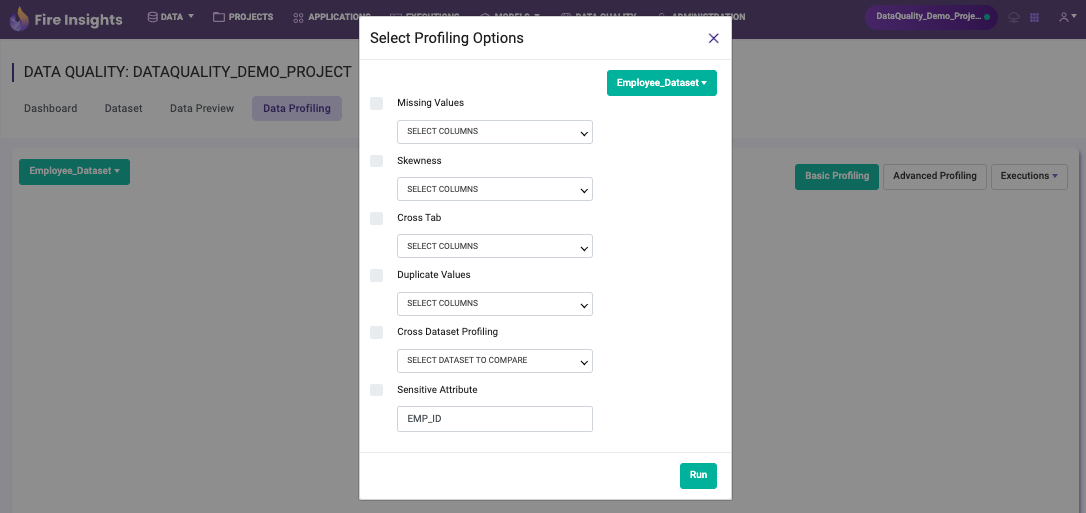 Fire Insights
DATA
PROJECTS
APPLICATIONS
EXECUTIONS
MODELS
DATA QUALITY
ADMINISTRATION
DataQuality_Demo_Proje...
Select Profiling Options
DATA QUALITY: DATAQUALITY_DEMO_PROJECT
Employee_Dataset
Dashboard
Dataset
Data Preview
Data Profiling
Missing Values
SELECT COLUMNS
Skewness
SELECT COLUMNS
Employee_Dataset
Basic Profiling
Advanced Profiling
Executions
Cross Tab
SELECT COLUMNS
Duplicate Values
SELECT COLUMNS
Cross Dataset Profiling
SELECT DATASET TO COMPARE
Sensitive Attribute
EMP_ID
Run